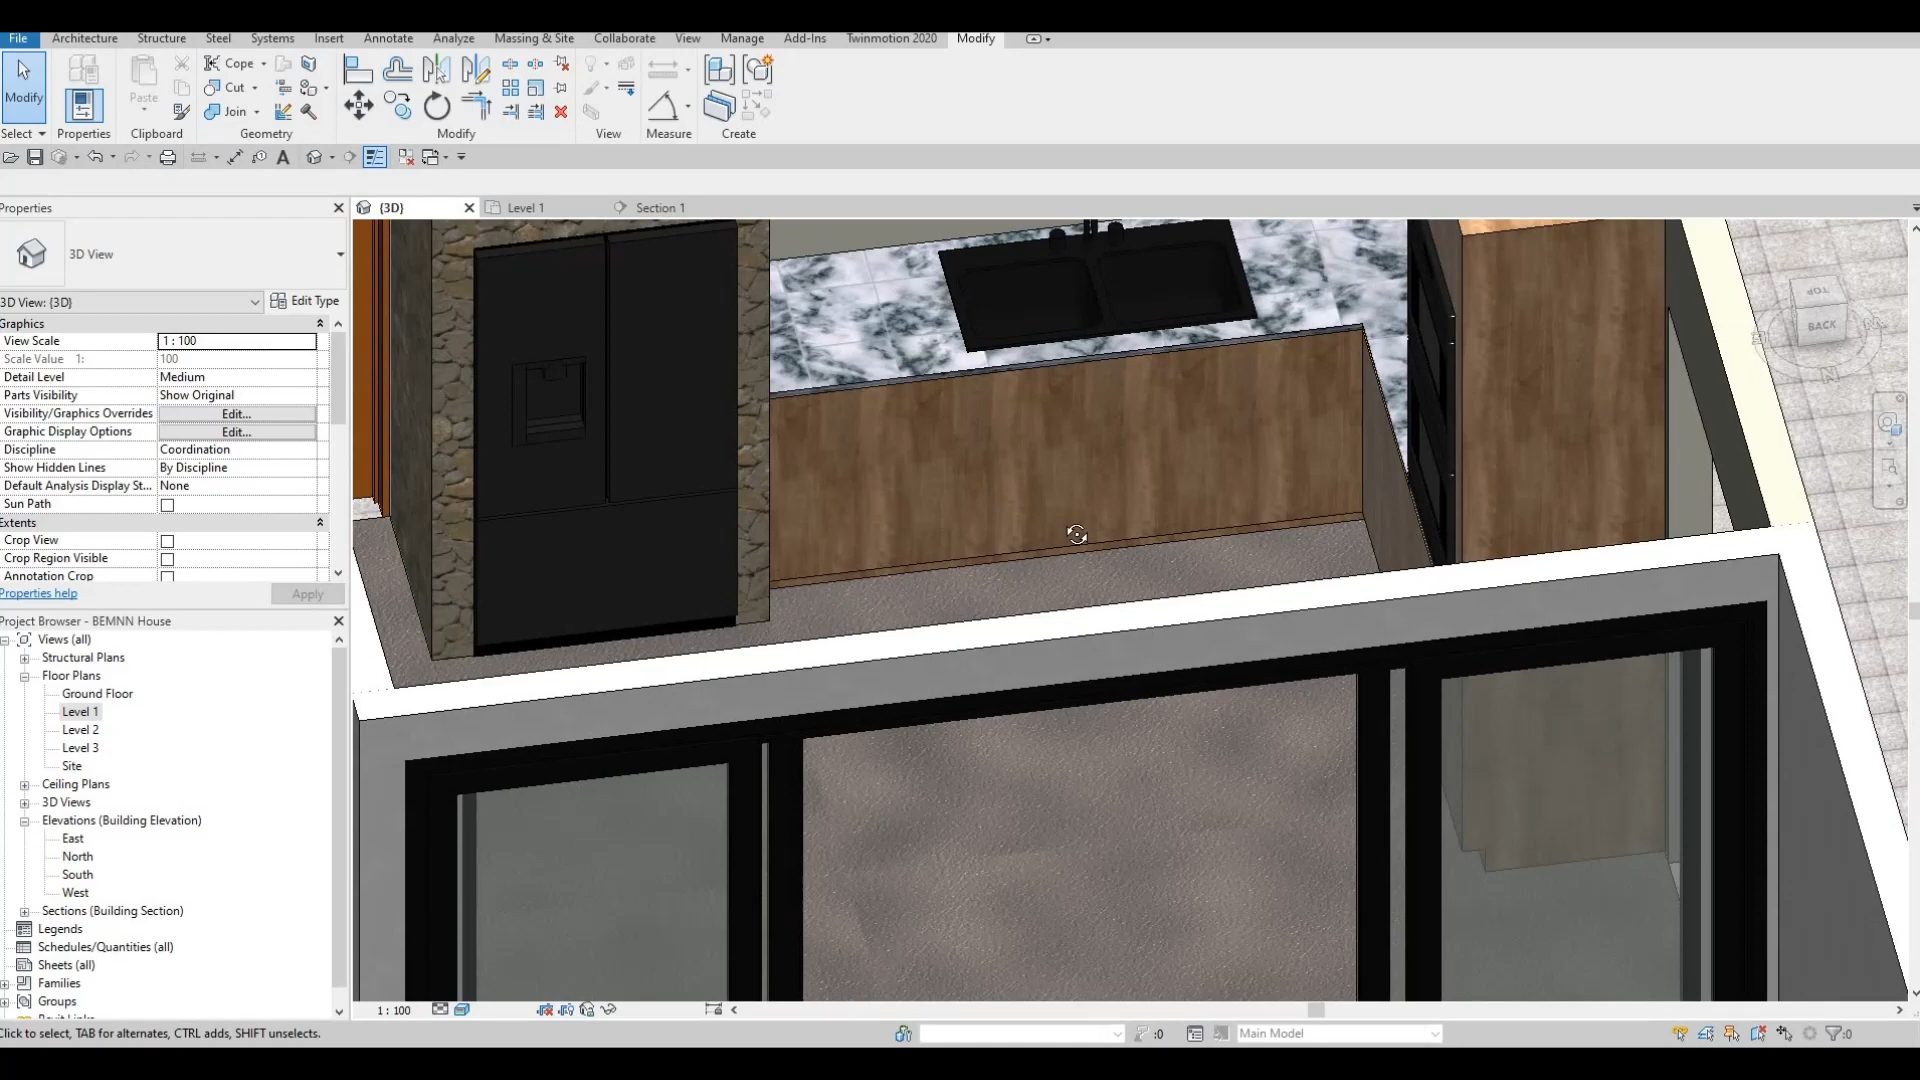 File Architecture Structure Steel Systems Insert Annotate Analyze Massing & Site Collaborate View Manage Add-Ins Twinmotion 2020 Modify
Modify Paste Cope
Cut
Join
Select Properties Clipboard Geometry Modify View Measure Create
Properties {3D} Level 1 Section 1
3D View
3D View: {3D} Edit Type
Graphics
View Scale 1 : 100
Scale Value 1: 100
Detail Level Medium
Parts Visibility Show Original
Visibility/Graphics Overrides Edit...
Graphic Display Options Edit...
Discipline Coordination
Show Hidden Lines By Discipline
Default Analysis Display St... None
Sun Path
Extents
Crop View
Crop Region Visible
Annotation Crop
Properties help Apply
TOP
BACK
N
Project Browser - BEMNN House
Views (all)
Structural Plans
Floor Plans
Ground Floor
Level 1
Level 2
Level 3
Site
Ceiling Plans
3D Views
Elevations (Building Elevation)
East
North
South
West
Sections (Building Section)
Legends
Schedules/Quantities (all)
Sheets (all)
Families
Groups
1 : 100
Click to select, TAB for alternates, CTRL adds, SHIFT unselects. :0 Main Model :0